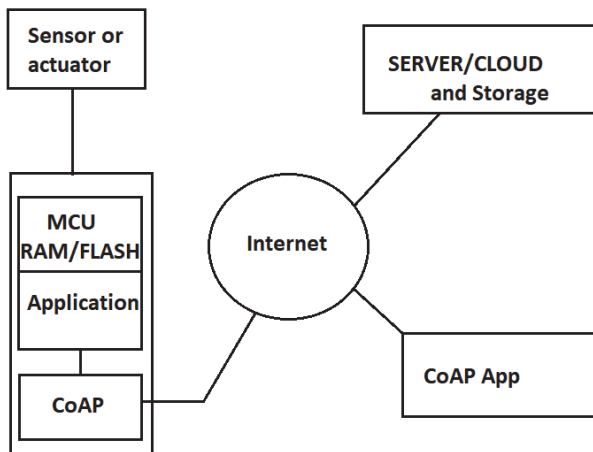 Sensor or
actuator
SERVER/CLOUD
and Storage
MCU
RAM/FLASH
Application
CoAP
Internet
CoAP App